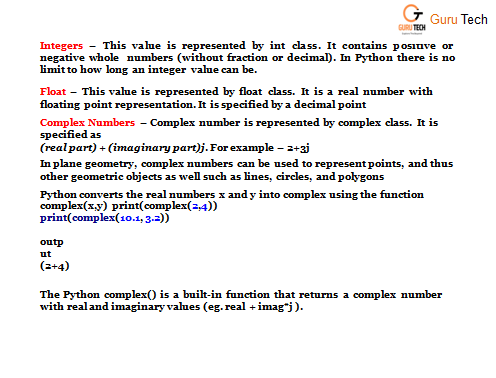 Guru Tech
GURU TECH
Integers – This value is represented by int class. It contains positive or
negative whole numbers (without fraction or decimal). In Python there is no
limit to how long an integer value can be.
Float – This value is represented by float class. It is a real number with
floating point representation. It is specified by a decimal point
Complex Numbers – Complex number is represented by complex class. It is
specified as
(real part) + (imaginary part)j. For example – 2+3j
In plane geometry, complex numbers can be used to represent points, and thus
other geometric objects as well such as lines, circles, and polygons
Python converts the real numbers x and y into complex using the function
complex(x,y) print(complex(2,4))
print(complex(10.1, 3.2))
outp
ut
(2+4)
The Python complex() is a built-in function that returns a complex number
with real and imaginary values (eg. real + imag*j ).